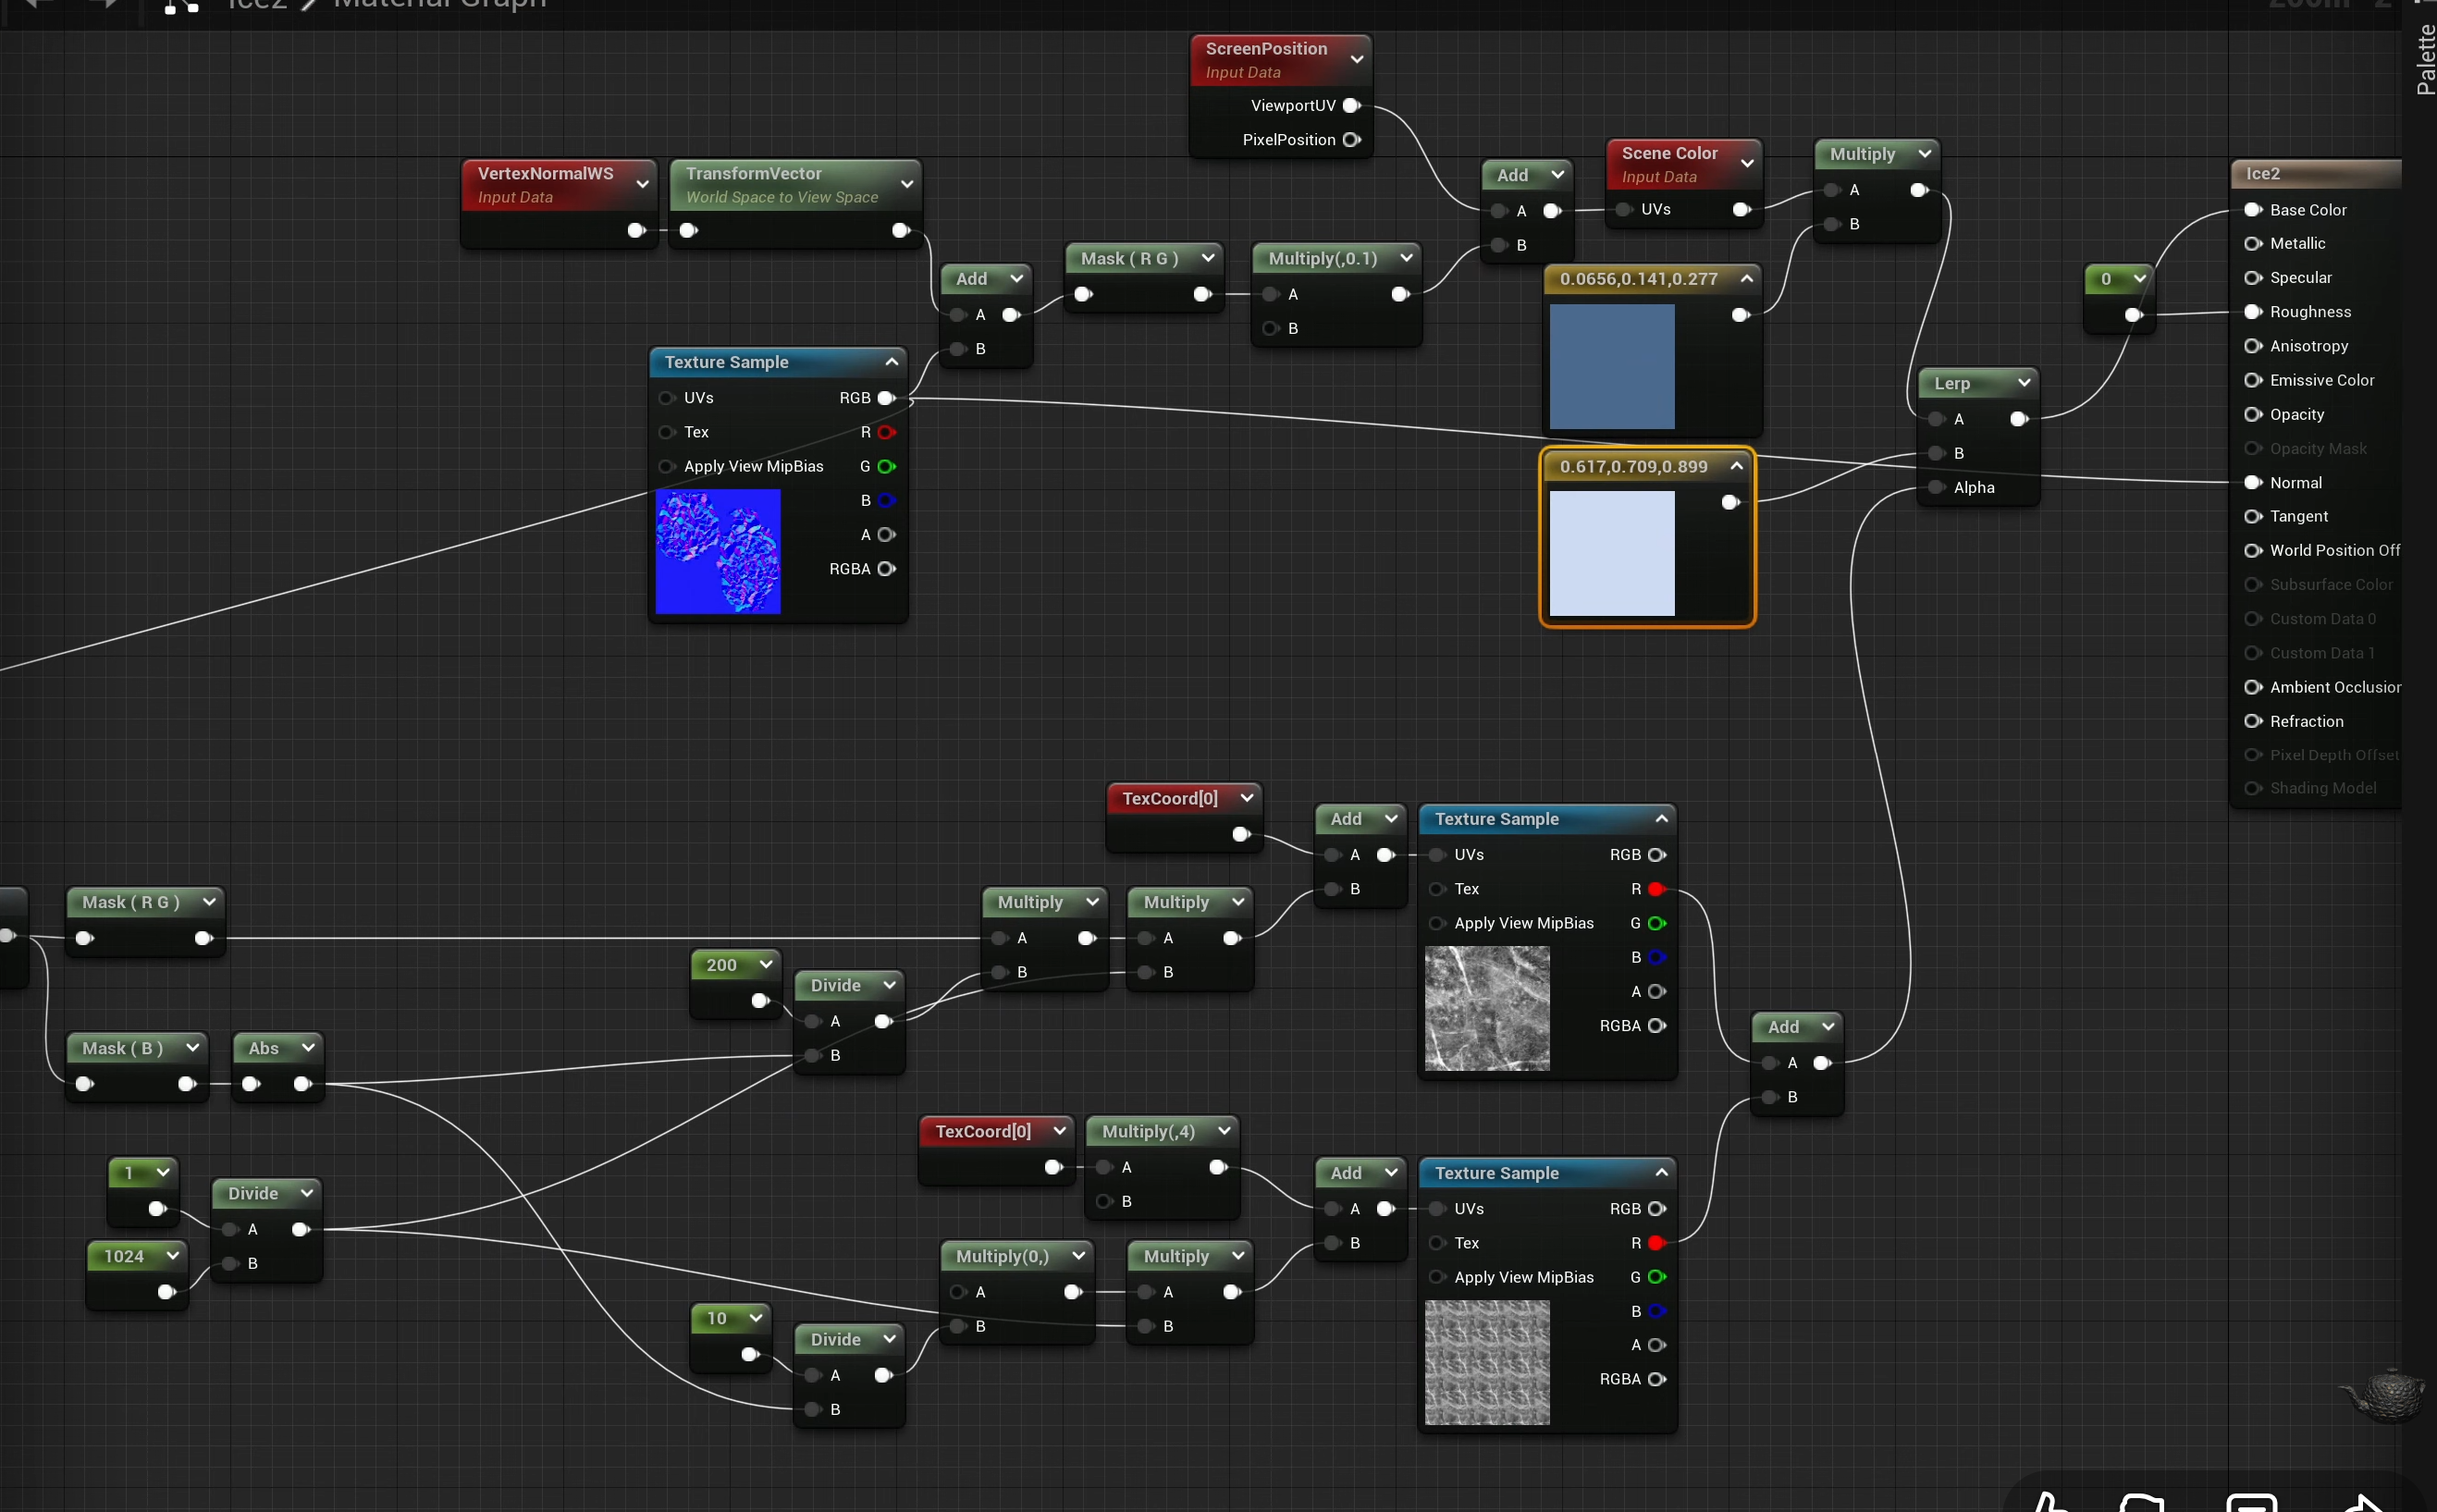 Ice2 > Material Graph
Palette
ScreenPosition
Input Data
ViewportUV
PixelPosition
VertexNormalWS
Input Data
TransformVector
World Space to View Space
Add
A
B
Mask ( R G )
Multiply(,0.1)
A
B
Add
A
B
Scene Color
Input Data
UVs
Multiply
A
B
0.0656,0.141,0.277
0.617,0.709,0.899
Texture Sample
UVs RGB
Tex R
Apply View MipBias G
B
A
RGBA
Lerp
A
B
Alpha
0
Ice2
Base Color
Metallic
Specular
Roughness
Anisotropy
Emissive Color
Opacity
Opacity Mask
Normal
Tangent
World Position Off
Subsurface Color
Custom Data 0
Custom Data 1
Ambient Occlusion
Refraction
Pixel Depth Offset
Shading Model
TexCoord[0]
Add
A
B
Texture Sample
UVs RGB
Tex R
Apply View MipBias G
B
A
RGBA
Mask ( R G )
Multiply
A
B
Multiply
A
B
200
Divide
A
B
Mask ( B )
Abs
Add
A
B
1
1024
Divide
A
B
TexCoord[0]
Multiply(,4)
A
B
Add
A
B
Texture Sample
UVs RGB
Tex R
Apply View MipBias G
B
A
RGBA
Multiply(0,)
A
B
Multiply
A
B
10
Divide
A
B